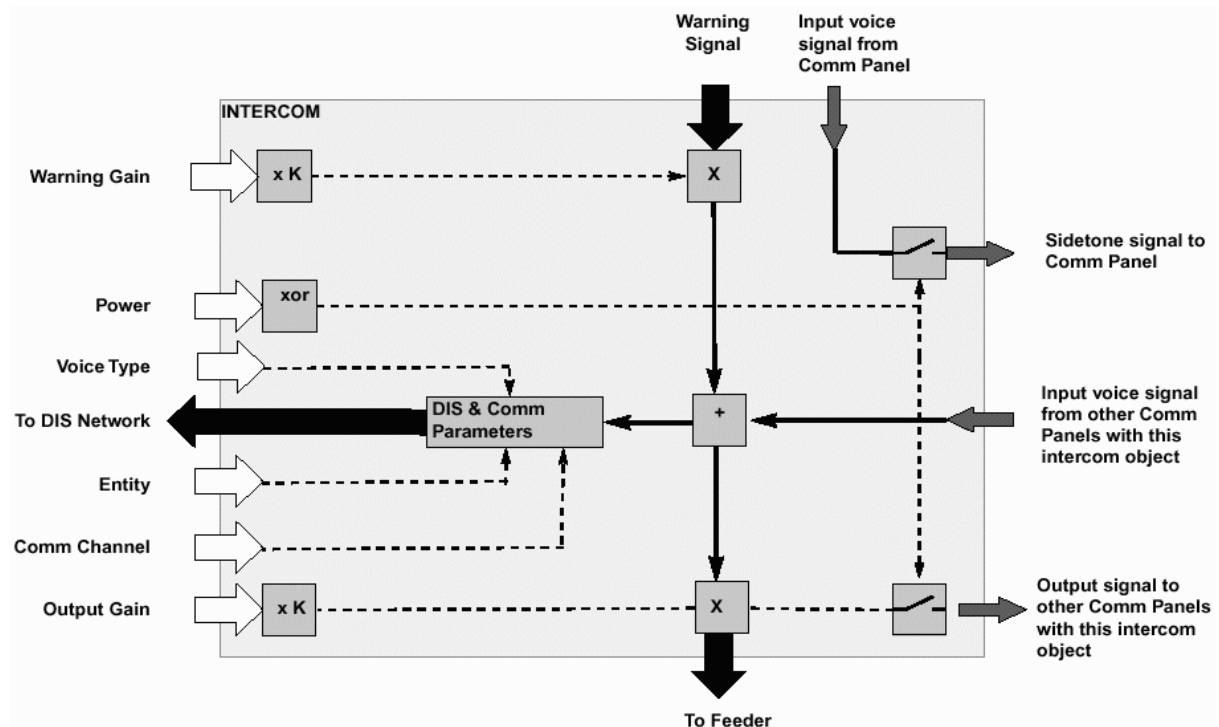 Warning
Signal
Input voice
signal from
Comm Panel
INTERCOM
Warning Gain
x K
X
Sidetone signal to
Comm Panel
Power
xor
Voice Type
To DIS Network
DIS & Comm
Parameters
+
Input voice signal
from other Comm
Panels with this
intercom object
Entity
Comm Channel
Output Gain
x K
X
Output signal to
other Comm Panels
with this intercom
object
To Feeder